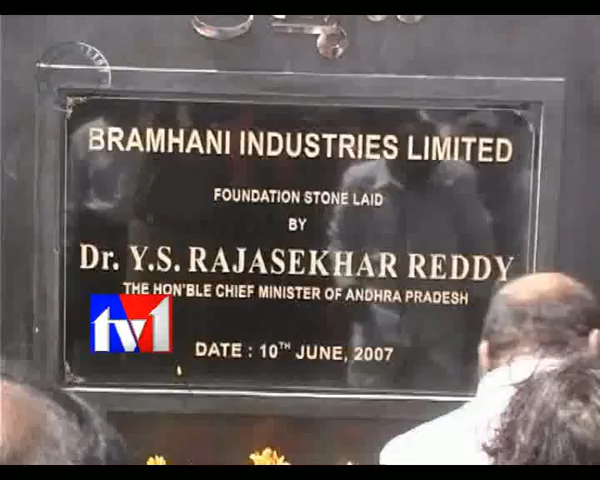 BRAMHANI INDUSTRIES LIMITED
FOUNDATION STONE LAID
BY
Dr. Y.S. RAJASEKHAR REDDY
THE HON'BLE CHIEF MINISTER OF ANDHRA PRADESH
tv1
DATE : 10TH JUNE, 2007